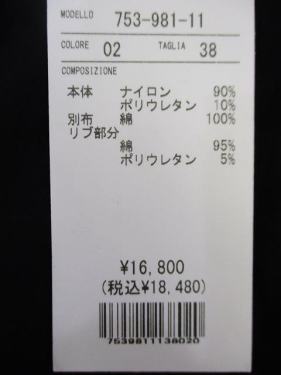 MODELLO 753-981-11
COLORE 02 TAGLIA 38
COMPOSIZIONE
本体 ナイロン 90%
ポリウレタン 10%
別布 綿 100%
リブ部分
綿 95%
ポリウレタン 5%
¥16,800
(税込¥18,480)
7539811138020